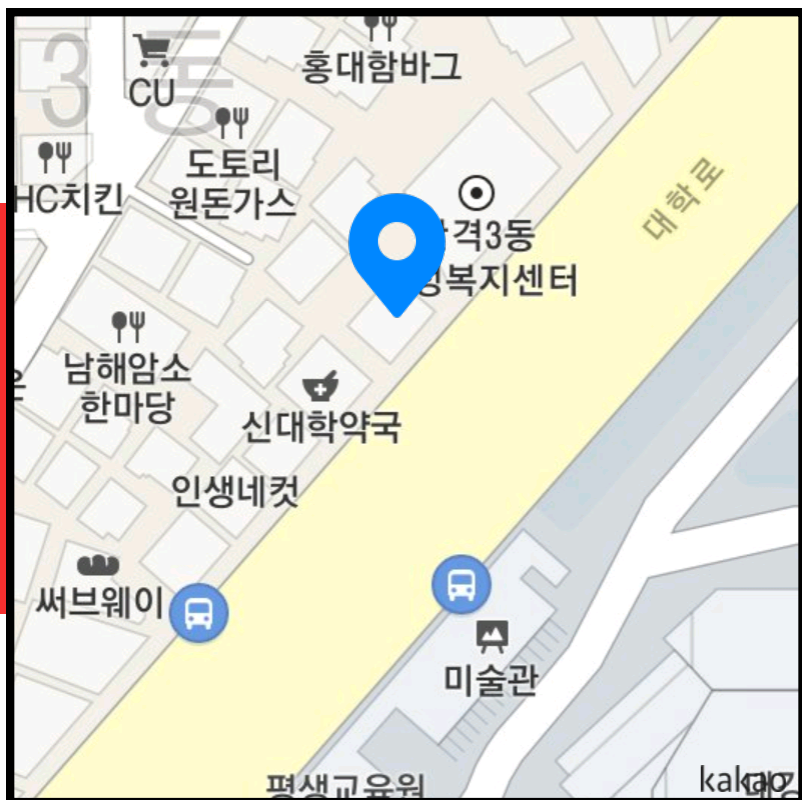 홍대함바그
3
동
CU
도토리
원돈가스
HC치킨
격3동
복지센터
대학로
남해암소
한마당
신대학약국
인생네컷
써브웨이
미술관
평생교육원
kakao